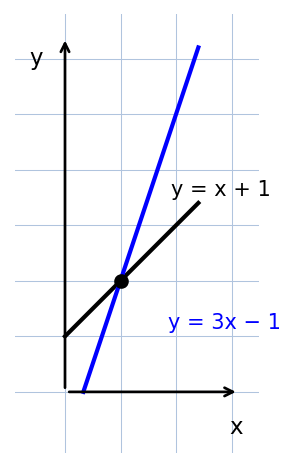 y
y = x + 1
y = 3x − 1
x